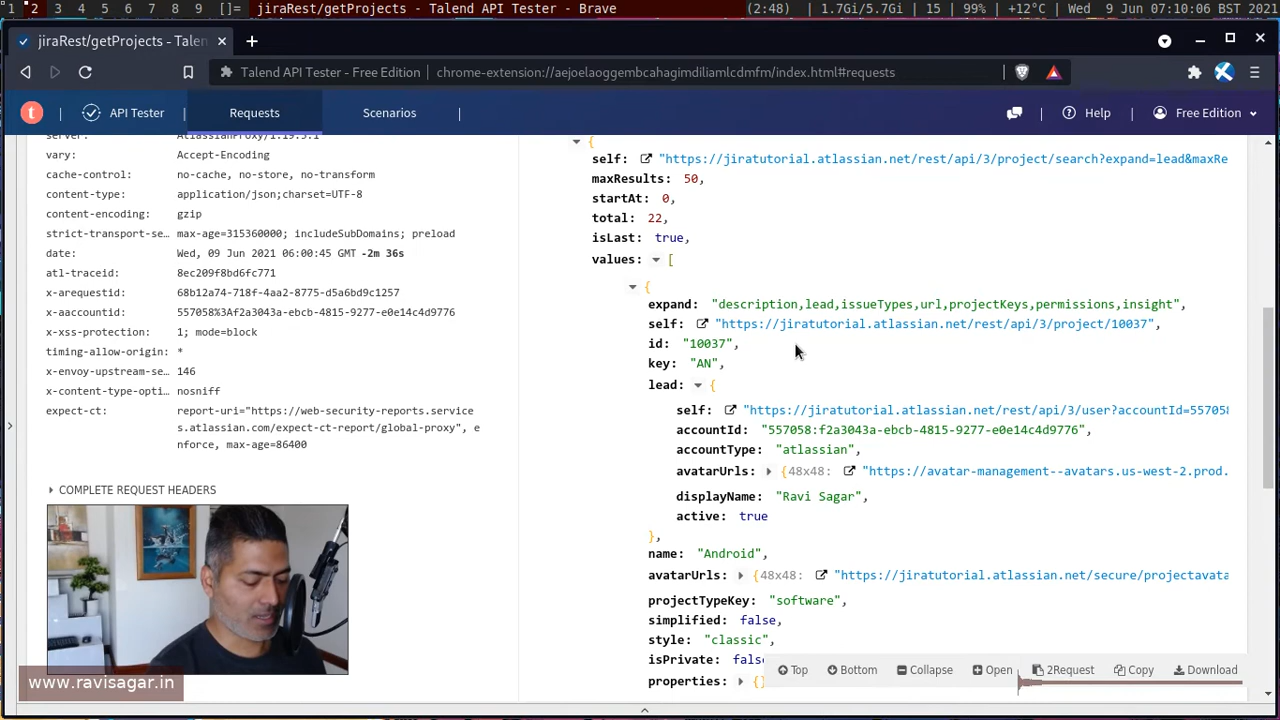 1 2 3 4 5 6 7 8 9 []= jiraRest/getProjects - Talend API Tester - Brave (2:48) | 1.7Gi/5.7Gi | 15 | 99% | +12°C | Wed 9 Jun 07:10:06 BST 2021
jiraRest/getProjects - Talen
Talend API Tester - Free Edition chrome-extension://aejoelaoggembcahagimdiliamlcdmfm/index.html#requests
t API Tester Requests Scenarios Help Free Edition
server: AtlassianProxy/1.19.3.1
vary: Accept-Encoding
cache-control: no-cache, no-store, no-transform
content-type: application/json;charset=UTF-8
content-encoding: gzip
strict-transport-se… max-age=315360000; includeSubDomains; preload
date: Wed, 09 Jun 2021 06:00:45 GMT -2m 36s
atl-traceid: 8ec209f8bd6fc771
x-arequestid: 68b12a74-718f-4aa2-8775-d5a6bd9c1257
x-aaccountid: 557058%3Af2a3043a-ebcb-4815-9277-e0e14c4d9776
x-xss-protection: 1; mode=block
timing-allow-origin: *
x-envoy-upstream-se… 146
x-content-type-opti… nosniff
expect-ct: report-uri="https://web-security-reports.service
s.atlassian.com/expect-ct-report/global-proxy", e
nforce, max-age=86400
COMPLETE REQUEST HEADERS
www.ravisagar.in
{
self: "https://jiratutorial.atlassian.net/rest/api/3/project/search?expand=lead&maxRe
maxResults: 50,
startAt: 0,
total: 22,
isLast: true,
values: [
{
expand: "description,lead,issueTypes,url,projectKeys,permissions,insight",
self: "https://jiratutorial.atlassian.net/rest/api/3/project/10037",
id: "10037",
key: "AN",
lead: {
self: "https://jiratutorial.atlassian.net/rest/api/3/user?accountId=55705
accountId: "557058:f2a3043a-ebcb-4815-9277-e0e14c4d9776",
accountType: "atlassian",
avatarUrls: {48x48: "https://avatar-management--avatars.us-west-2.prod.
displayName: "Ravi Sagar",
active: true
},
name: "Android",
avatarUrls: {48x48: "https://jiratutorial.atlassian.net/secure/projectavata
projectTypeKey: "software",
simplified: false,
style: "classic",
isPrivate: fals
properties: {}
Top Bottom Collapse Open 2Request Copy Download